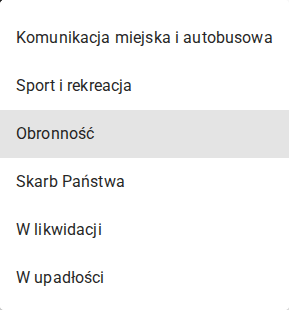 Komunikacja miejska i autobusowa
Sport i rekreacja
Obronność
Skarb Państwa
W likwidacji
W upadłości